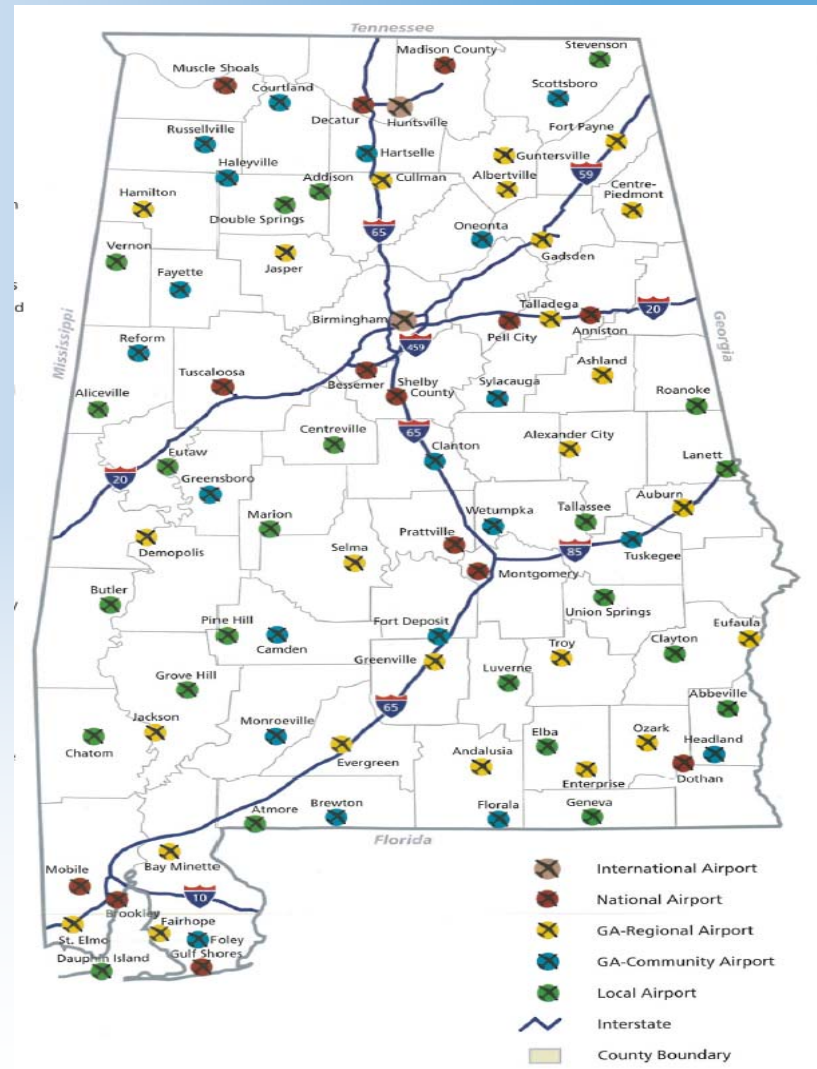 Tennessee
Madison County
Stevenson
Muscle Shoals
Courtland
Scottsboro
Decatur
Huntsville
Russellville
Fort Payne
Hartselle
Guntersville
Haleyville
Addison
Cullman
Albertville
59
Centre-
Piedmont
Hamilton
Double Springs
65
Oneonta
Vernon
Jasper
Gadsden
Fayette
s
d
Birmingham
Talladega
20
Pell City
Anniston
Georgia
Reform
459
Mississippi
Tuscaloosa
Bessemer
Shelby
County
Sylacauga
Ashland
Aliceville
Roanoke
Centreville
65
Clanton
Alexander City
Eutaw
Lanett
20
Greensboro
Auburn
Marion
Wetumpka
Tallassee
Prattville
Demopolis
Selma
85
Tuskegee
Montgomery
Butler
Union Springs
Pine Hill
Camden
Fort Deposit
Eufaula
Greenville
Troy
Clayton
Grove Hill
Luverne
65
Abbeville
Jackson
Monroeville
Chatom
Evergreen
Andalusia
Elba
Ozark
Headland
Enterprise
Dothan
Atmore
Brewton
Florala
Geneva
Florida
Bay Minette
Mobile
10
Brookley
Fairhope
St. Elmo
Foley
Dauphin Island
Gulf Shores
International Airport
National Airport
GA-Regional Airport
GA-Community Airport
Local Airport
Interstate
County Boundary